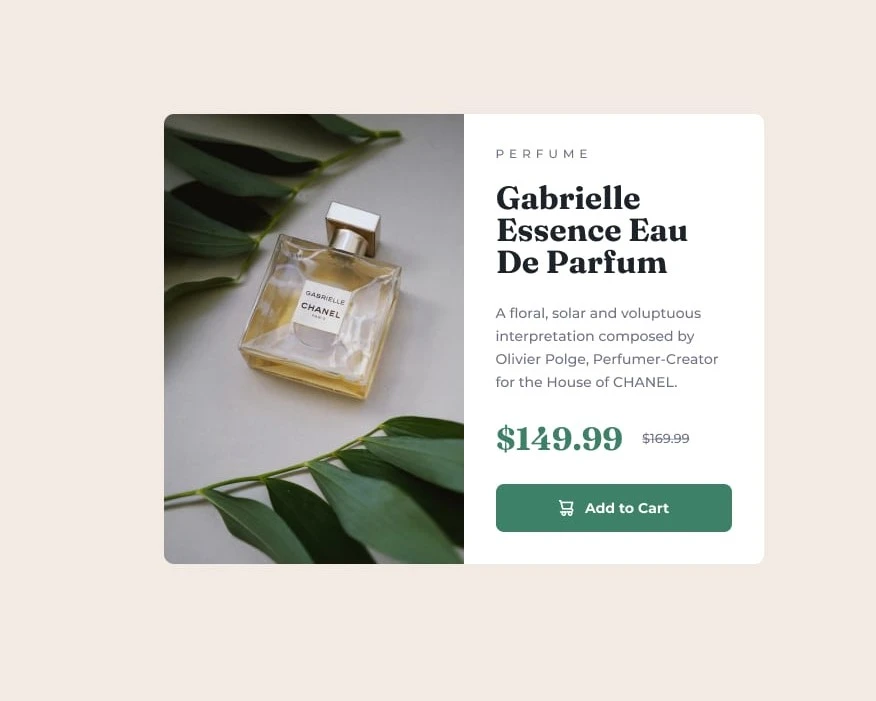 GABRIELLE
CHANEL
PARIS
PERFUME
Gabrielle
Essence Eau
De Parfum
A floral, solar and voluptuous
interpretation composed by
Olivier Polge, Perfumer-Creator
for the House of CHANEL.
$149.99 $169.99
Add to Cart